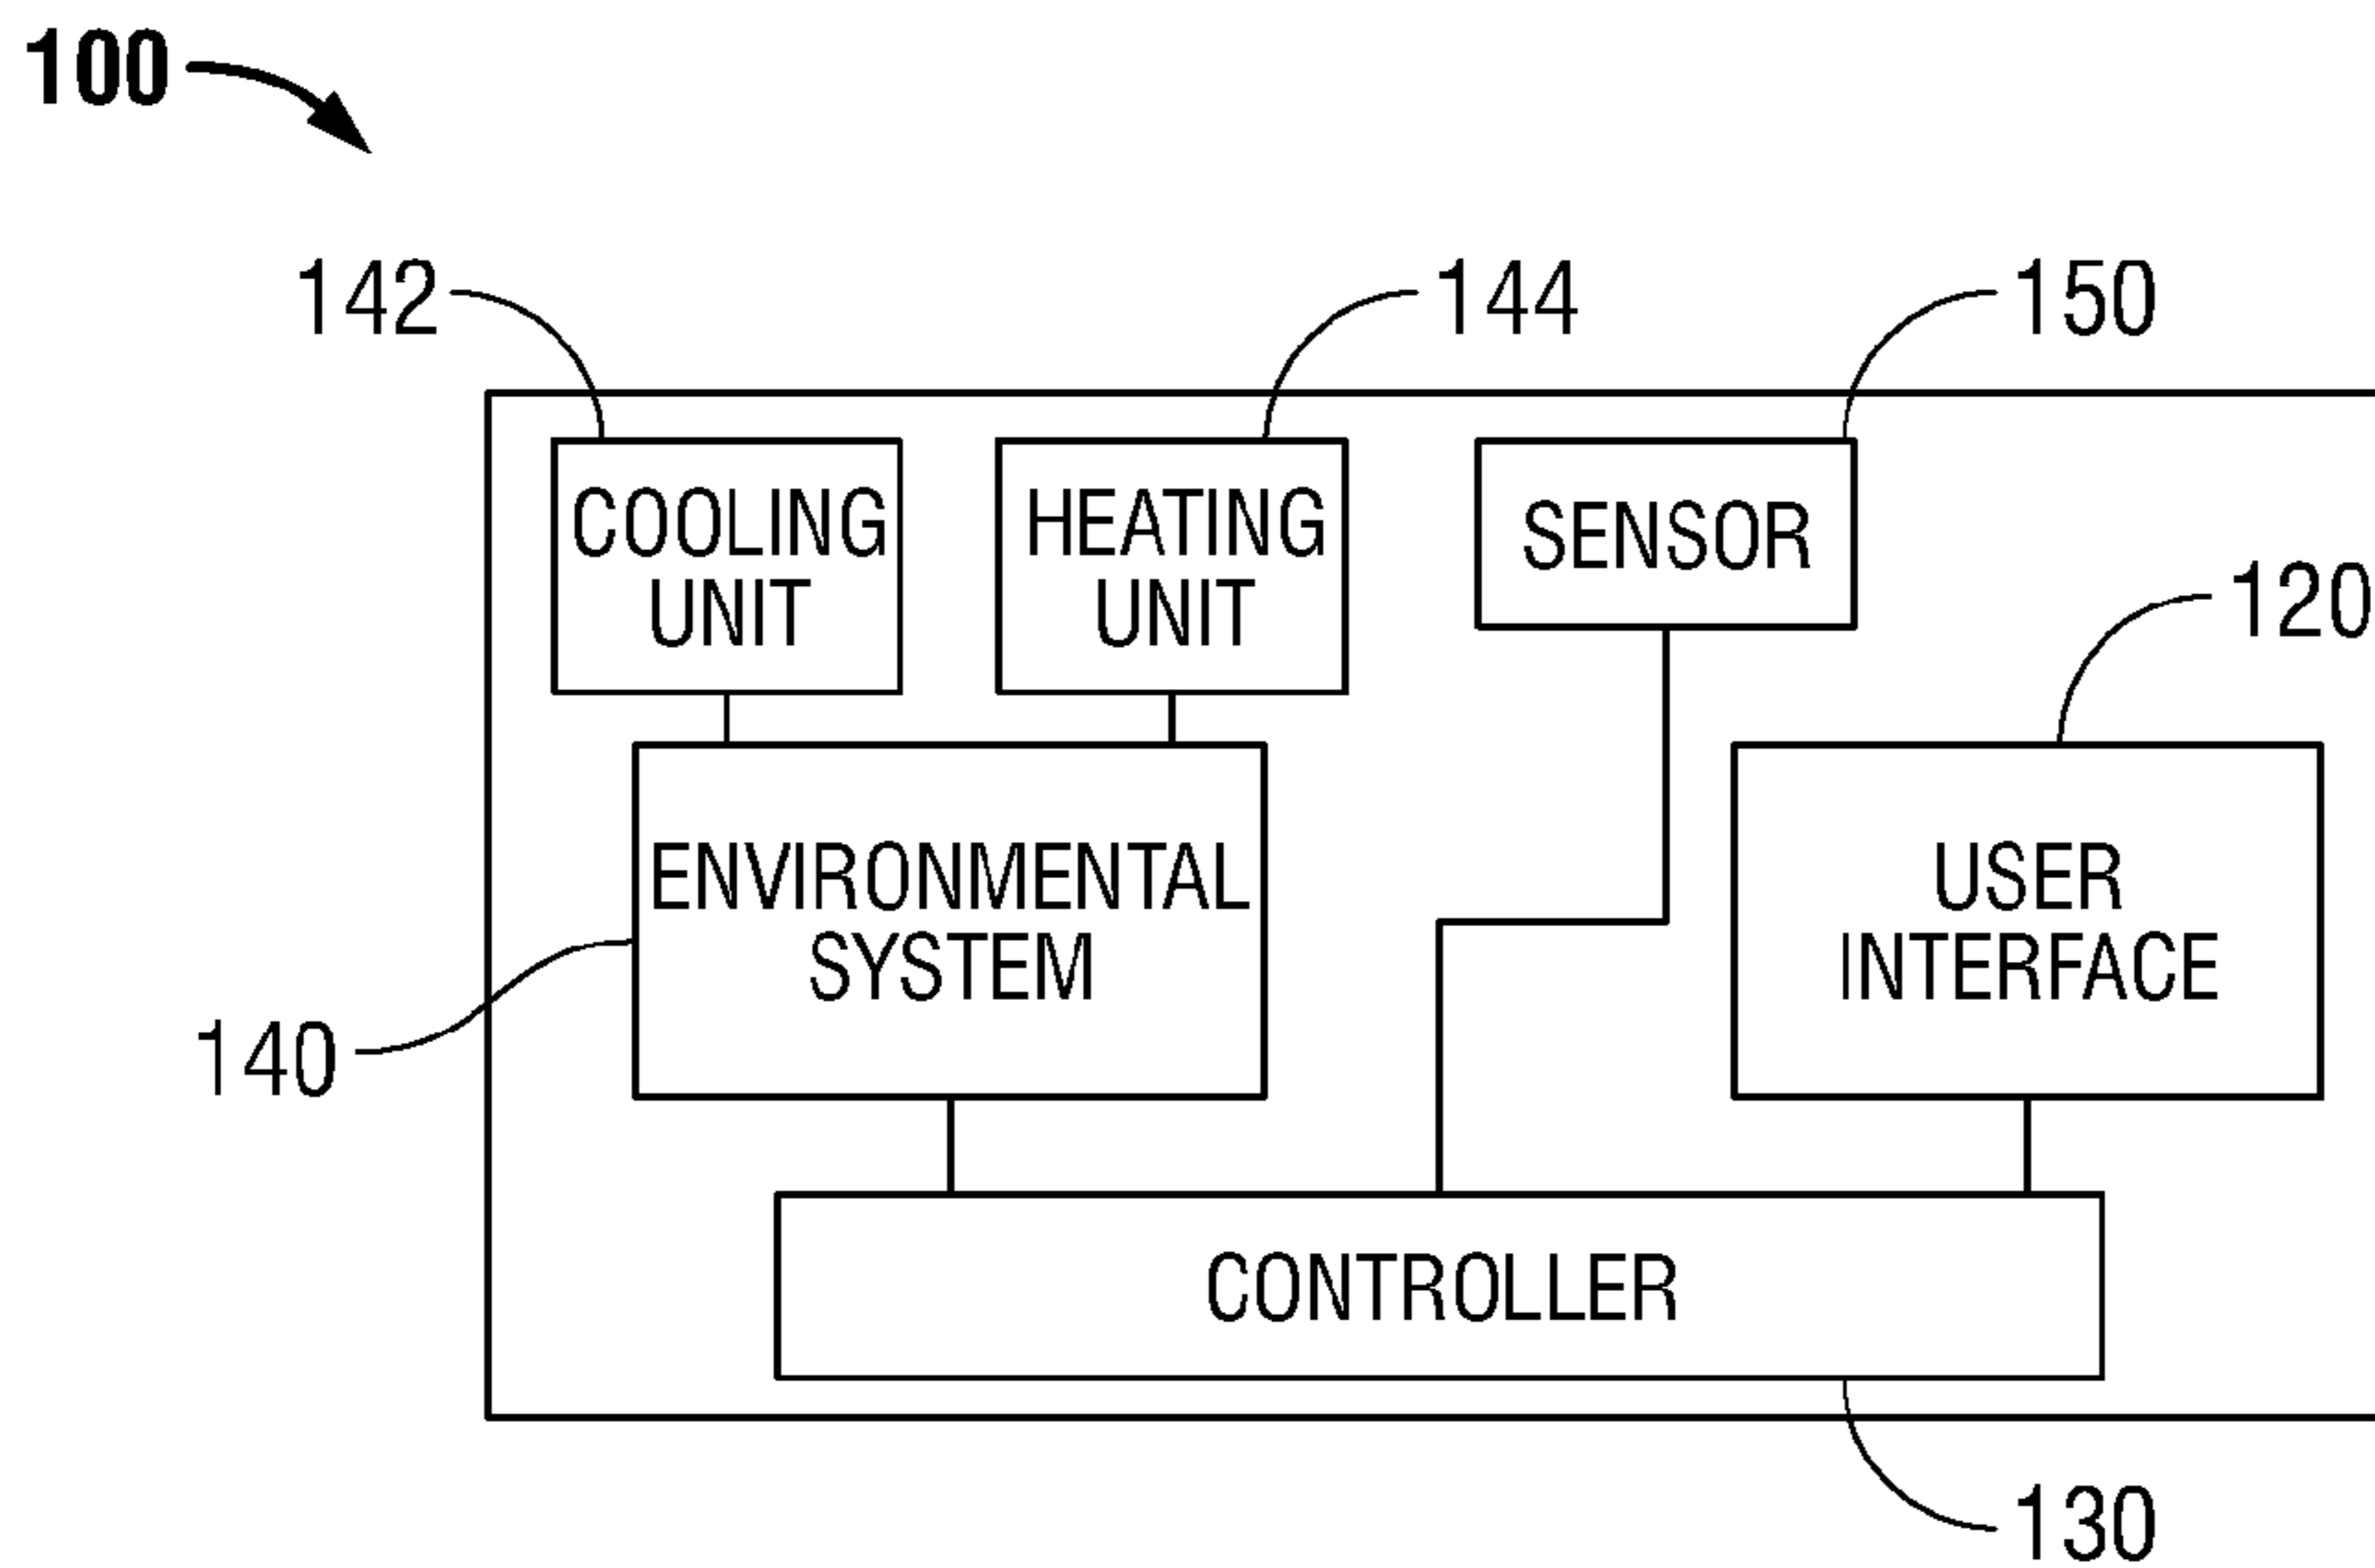 100
142
144
150
COOLING
UNIT
HEATING
UNIT
SENSOR
120
ENVIRONMENTAL
SYSTEM
USER
INTERFACE
140
CONTROLLER
130